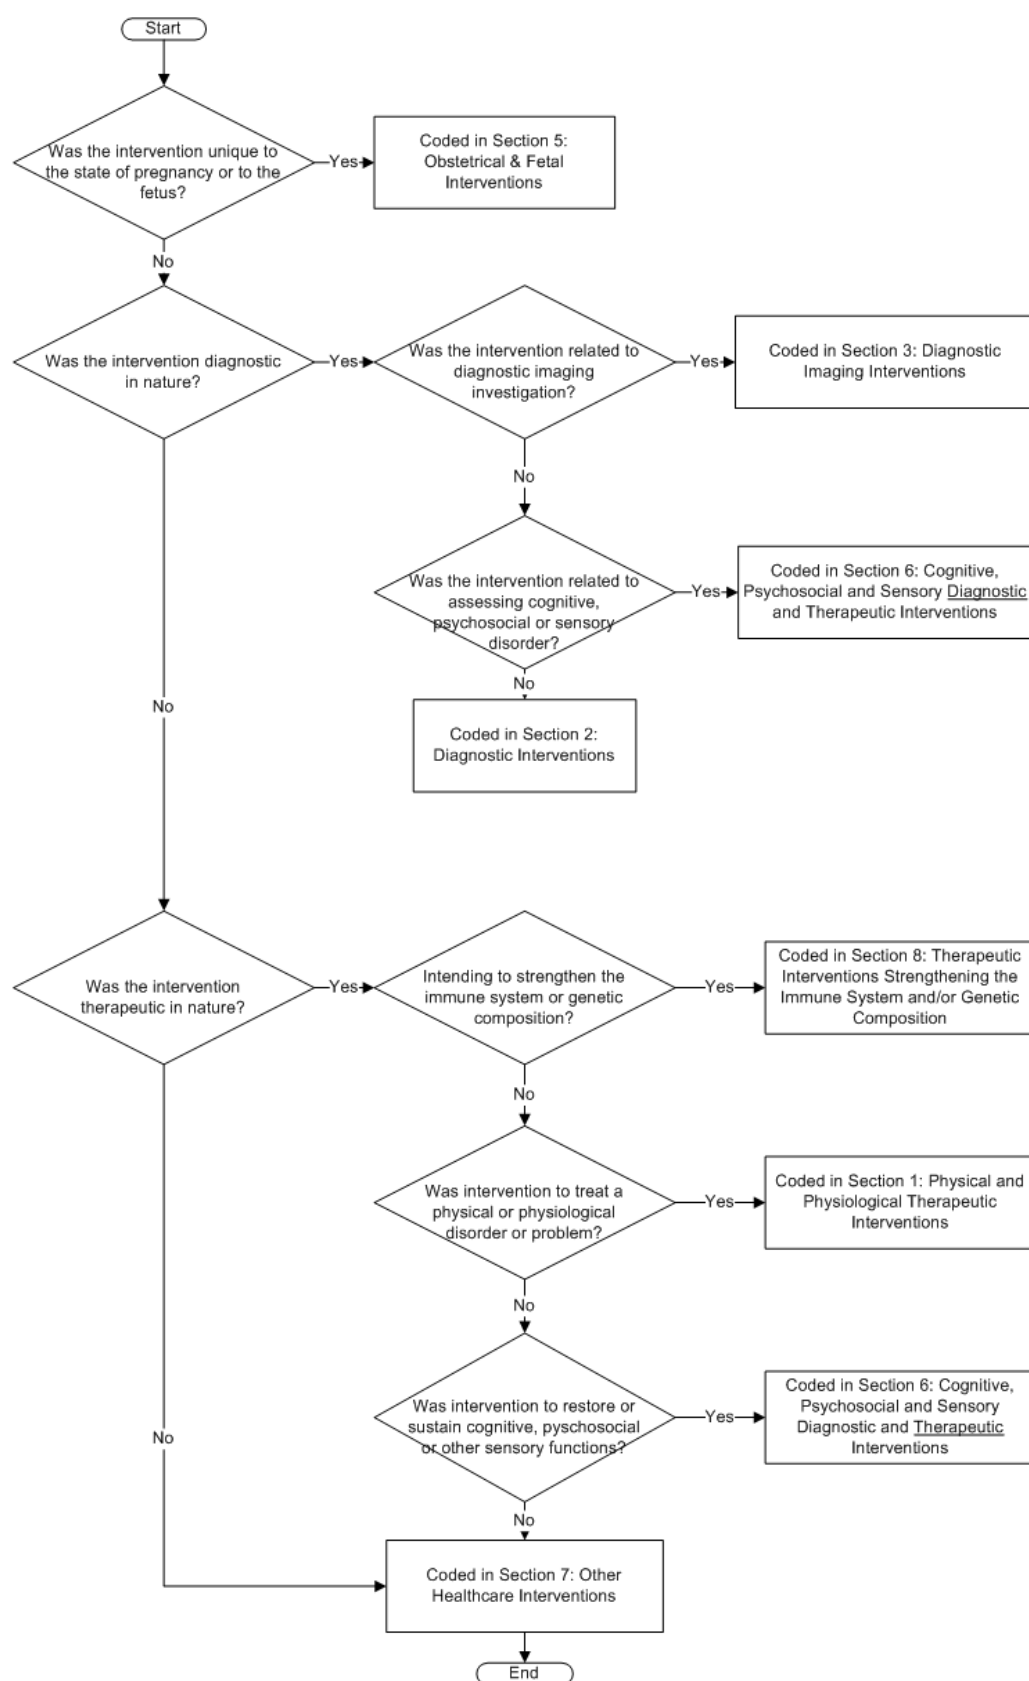 Start
Was the intervention unique to
the state of pregnancy or to the
fetus?
Yes
Coded in Section 5:
Obstetrical & Fetal
Interventions
No
Was the intervention diagnostic
in nature?
Yes
Was the intervention related to
diagnostic imaging
investigation?
Yes
Coded in Section 3: Diagnostic
Imaging Interventions
No
Was the intervention related to
assessing cognitive,
psychosocial or sensory
disorder?
Yes
Coded in Section 6: Cognitive,
Psychosocial and Sensory Diagnostic
and Therapeutic Interventions
No
Coded in Section 2:
Diagnostic Interventions
No
Was the intervention
therapeutic in nature?
Yes
Intending to strengthen the
immune system or genetic
composition?
Yes
Coded in Section 8: Therapeutic
Interventions Strengthening the
Immune System and/or Genetic
Composition
No
Was intervention to treat a
physical or physiological
disorder or problem?
Yes
Coded in Section 1: Physical and
Physiological Therapeutic
Interventions
No
Was intervention to restore or
sustain cognitive, pyschosocial
or other sensory functions?
Yes
Coded in Section 6: Cognitive,
Psychosocial and Sensory
Diagnostic and Therapeutic
Interventions
No
No
Coded in Section 7: Other
Healthcare Interventions
End